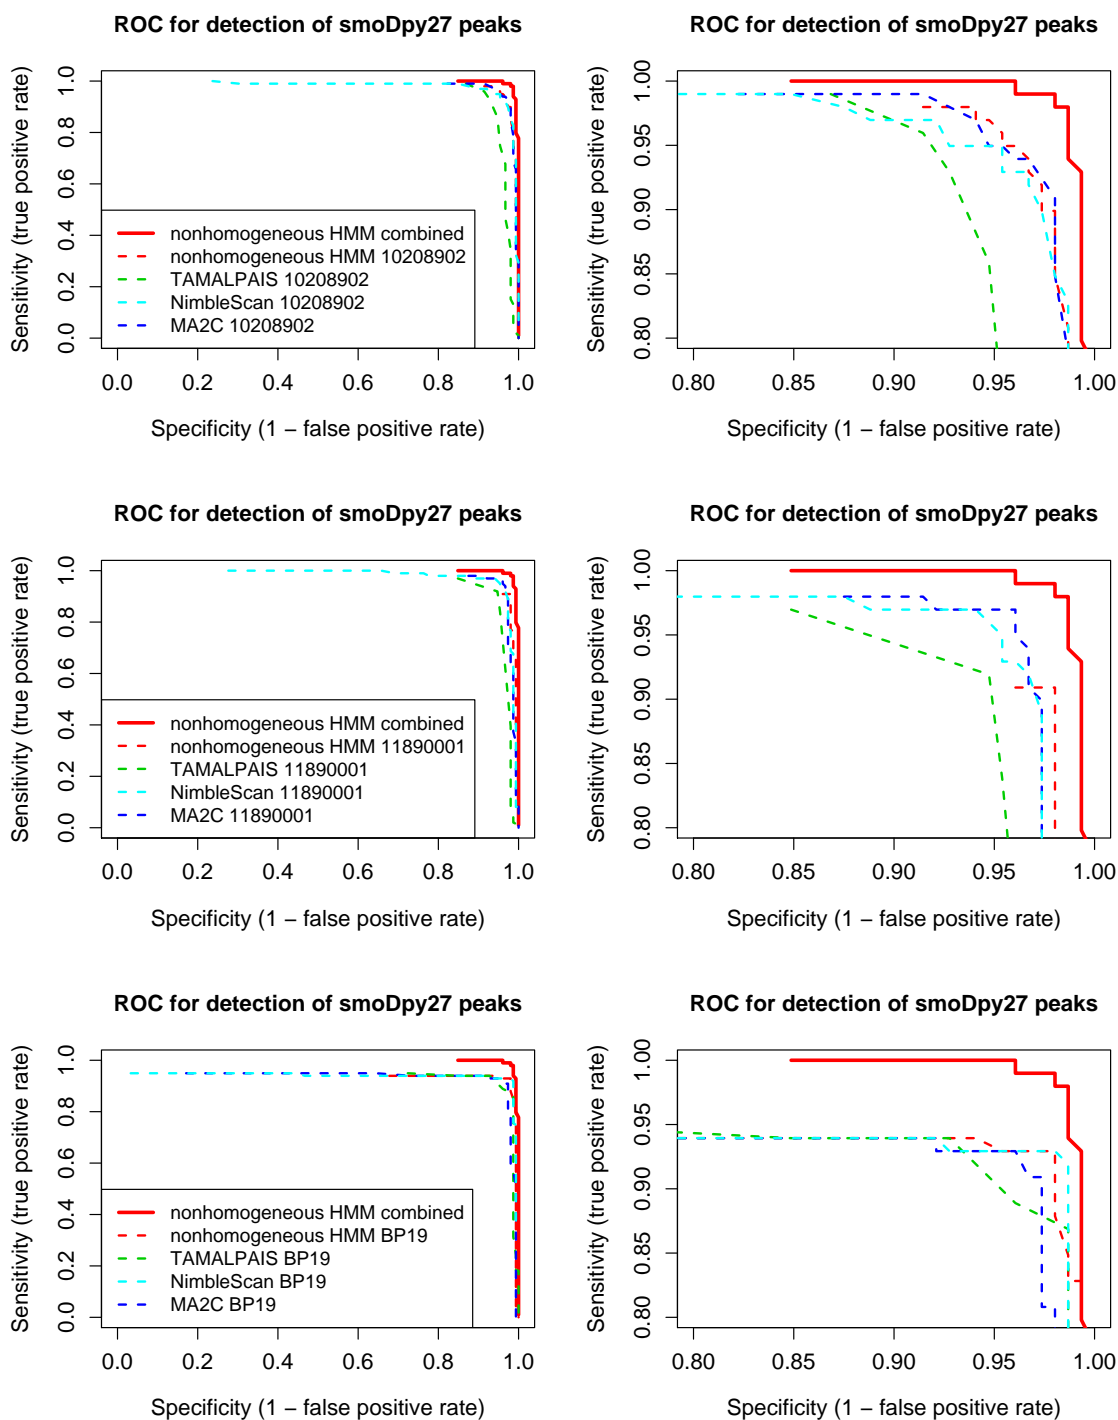 ROC for detection of smoDpy27 peaks
Sensitivity (true positive rate)
1.0
0.8
0.6
0.4
0.2
0.0
nonhomogeneous HMM combined
nonhomogeneous HMM 10208902
TAMALPAIS 10208902
NimbleScan 10208902
MA2C 10208902
0.0 0.2 0.4 0.6 0.8 1.0
Specificity (1 − false positive rate)
ROC for detection of smoDpy27 peaks
Sensitivity (true positive rate)
1.00
0.95
0.90
0.85
0.80
0.80 0.85 0.90 0.95 1.00
Specificity (1 − false positive rate)
ROC for detection of smoDpy27 peaks
Sensitivity (true positive rate)
1.0
0.8
0.6
0.4
0.2
0.0
nonhomogeneous HMM combined
nonhomogeneous HMM 11890001
TAMALPAIS 11890001
NimbleScan 11890001
MA2C 11890001
0.0 0.2 0.4 0.6 0.8 1.0
Specificity (1 − false positive rate)
ROC for detection of smoDpy27 peaks
Sensitivity (true positive rate)
1.00
0.95
0.90
0.85
0.80
0.80 0.85 0.90 0.95 1.00
Specificity (1 − false positive rate)
ROC for detection of smoDpy27 peaks
Sensitivity (true positive rate)
1.0
0.8
0.6
0.4
0.2
0.0
nonhomogeneous HMM combined
nonhomogeneous HMM BP19
TAMALPAIS BP19
NimbleScan BP19
MA2C BP19
0.0 0.2 0.4 0.6 0.8 1.0
Specificity (1 − false positive rate)
ROC for detection of smoDpy27 peaks
Sensitivity (true positive rate)
1.00
0.95
0.90
0.85
0.80
0.80 0.85 0.90 0.95 1.00
Specificity (1 − false positive rate)